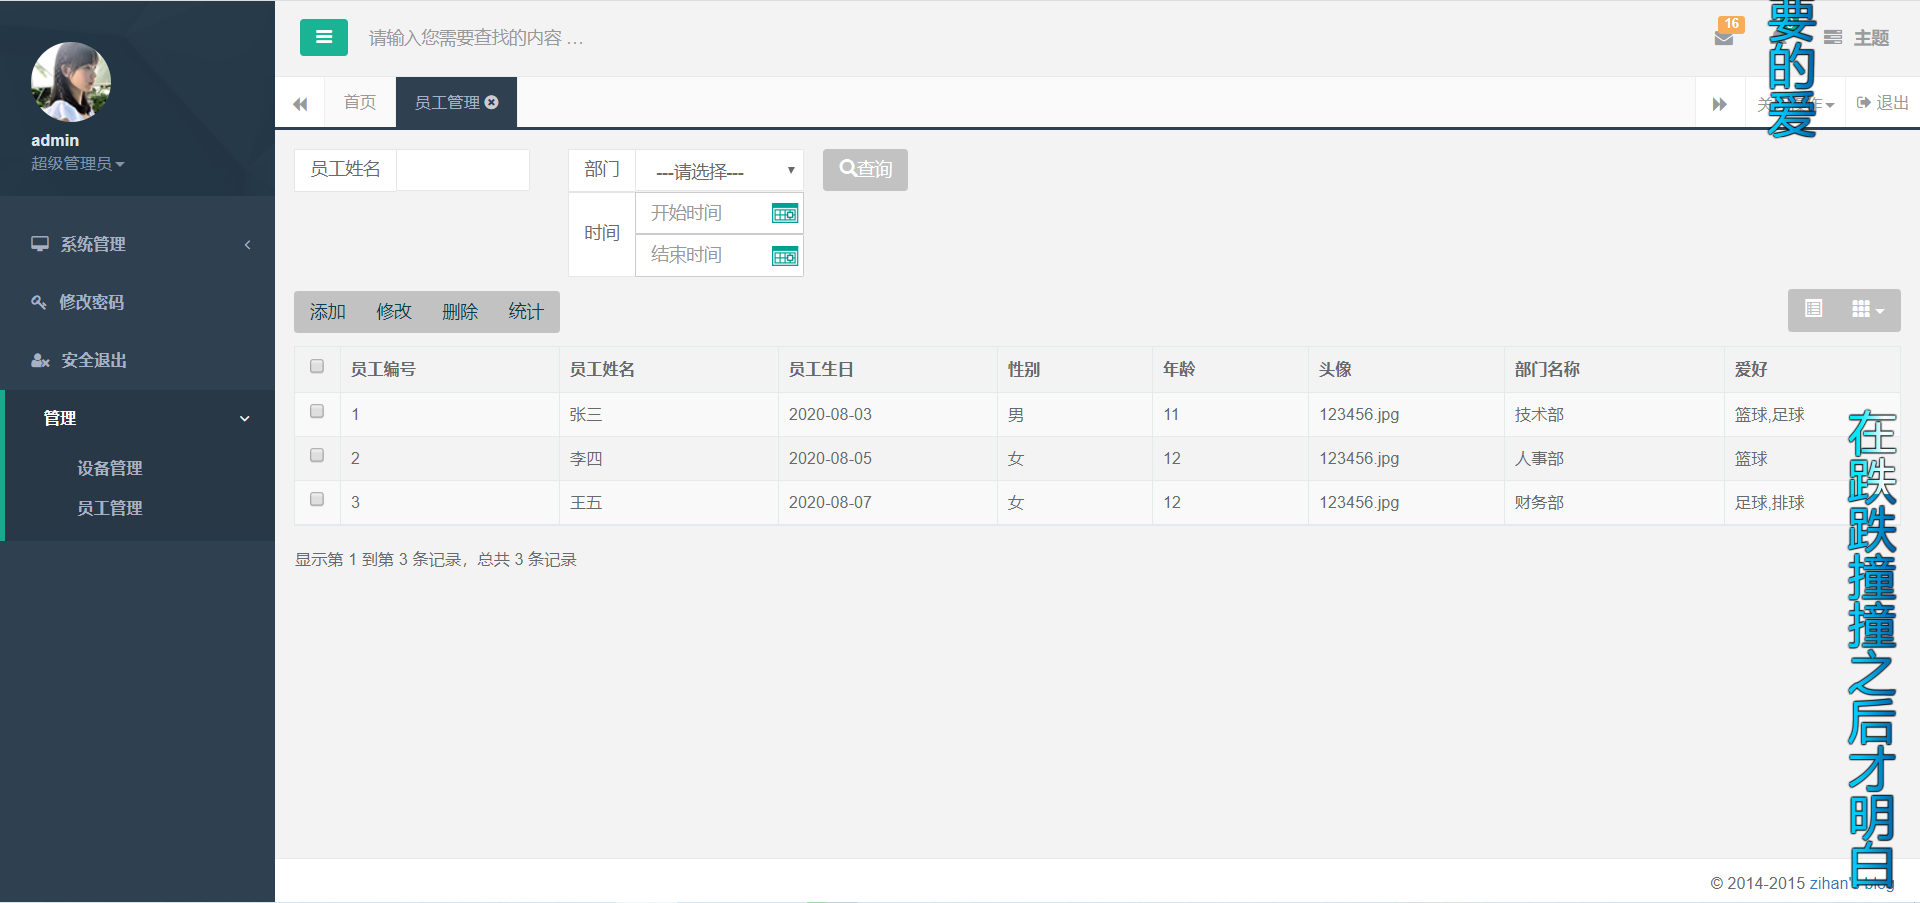 请输入您需要查找的内容 …
16
主题
首页
员工管理
退出
admin
超级管理员
系统管理
修改密码
安全退出
管理
设备管理
员工管理
员工姓名
部门
---请选择---
查询
时间
开始时间
结束时间
添加 修改 删除 统计
员工编号 员工姓名 员工生日 性别 年龄 头像 部门名称 爱好
1 张三 2020-08-03 男 11 123456.jpg 技术部 篮球,足球
2 李四 2020-08-05 女 12 123456.jpg 人事部 篮球
3 王五 2020-08-07 女 12 123456.jpg 财务部 足球,排球
显示第 1 到第 3 条记录，总共 3 条记录
要的爱
在跌跌撞撞之后才明白
© 2014-2015 zihan's blog